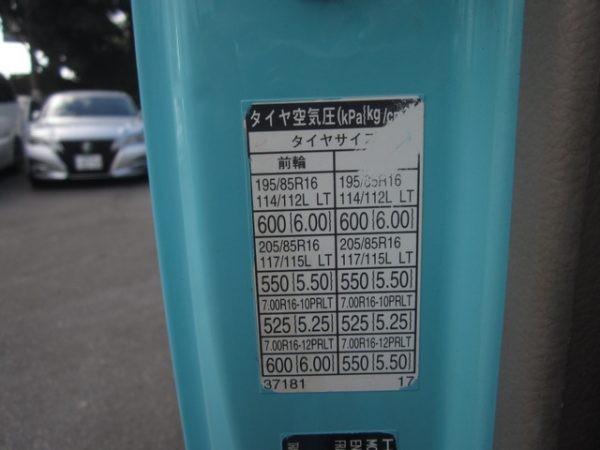 タイヤ空気圧(kPa{kg/c
タイヤサイズ
前輪
195/85R16 195/85R16
114/112L LT 114/112L LT
600{6.00} 600{6.00}
205/85R16 205/85R16
117/115L LT 117/115L LT
550{5.50} 550{5.50}
7.00R16-10PRLT 7.00R16-10PRLT
525{5.25} 525{5.25}
7.00R16-12PRLT 7.00R16-12PRLT
600{6.00} 550{5.50}
37181 17